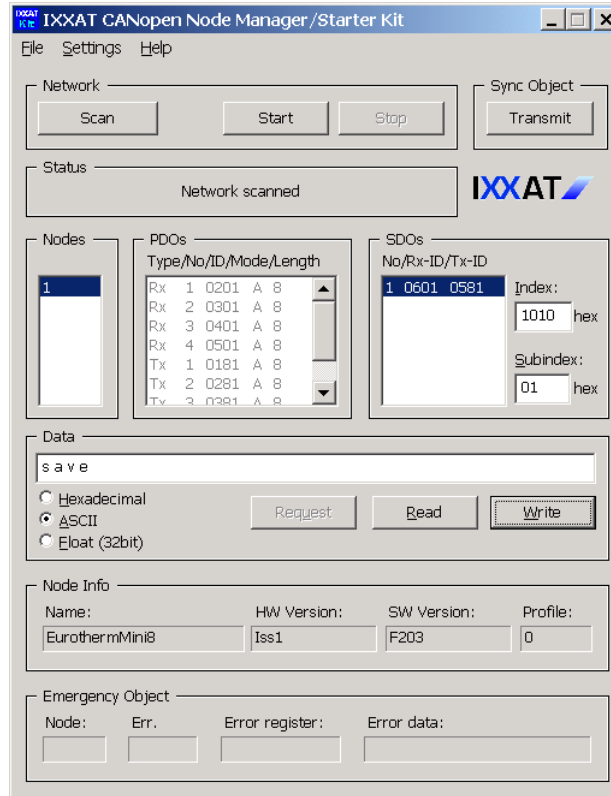 IXXAT CANopen Node Manager/Starter Kit
File Settings Help
Network
Scan Start Stop
Sync Object
Transmit
Status
Network scanned
IXXAT
Nodes
1
PDOs
Type/No/ID/Mode/Length
Rx 1 0201 A 8
Rx 2 0301 A 8
Rx 3 0401 A 8
Rx 4 0501 A 8
Tx 1 0181 A 8
Tx 2 0281 A 8
Tx 3 0381 A 8
SDOs
No/Rx-ID/Tx-ID
1 0601 0581
Index:
1010 hex
Subindex:
01 hex
Data
s a v e
Hexadecimal
ASCII
Float (32bit)
Request Read Write
Node Info
Name: HW Version: SW Version: Profile:
EurothermMini8 Iss1 F203 0
Emergency Object
Node: Err. Error register: Error data: